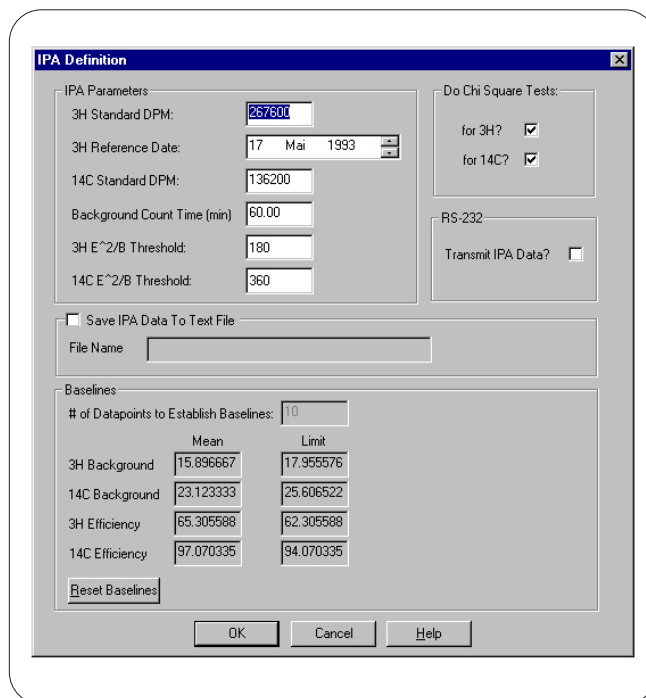 IPA Definition
IPA Parameters
3H Standard DPM: 267600
3H Reference Date: 17 Mai 1993
14C Standard DPM: 136200
Background Count Time (min) 60.00
3H E^2/B Threshold: 180
14C E^2/B Threshold: 360
Do Chi Square Tests:
for 3H?
for 14C?
RS-232
Transmit IPA Data?
Save IPA Data To Text File
File Name
Baselines
# of Datapoints to Establish Baselines: 10
Mean Limit
3H Background 15.896667 17.955576
14C Background 23.123333 25.606522
3H Efficiency 65.305588 62.305588
14C Efficiency 97.070335 94.070335
Reset Baselines
OK Cancel Help